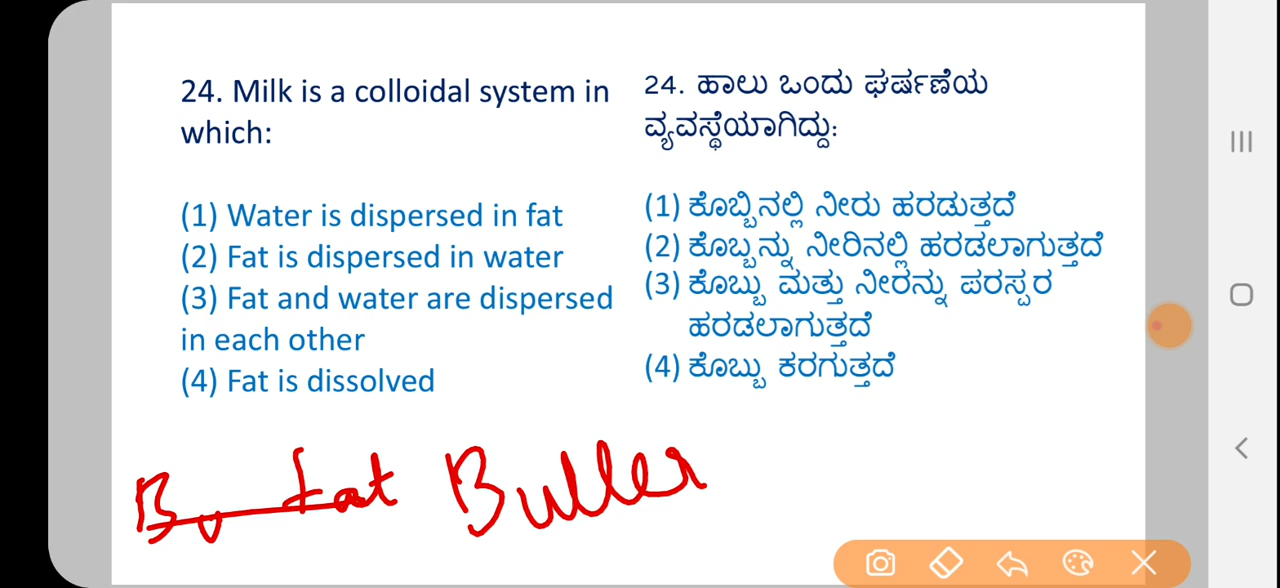 24. Milk is a colloidal system in
which:
(1) Water is dispersed in fat
(2) Fat is dispersed in water
(3) Fat and water are dispersed
in each other
(4) Fat is dissolved
24. ಹಾಲು ಒಂದು ಘರ್ಷಣೆಯ
ವ್ಯವಸ್ಥೆಯಾಗಿದ್ದು:
(1) ಕೊಬ್ಬಿನಲ್ಲಿ ನೀರು ಹರಡುತ್ತದೆ
(2) ಕೊಬ್ಬನ್ನು ನೀರಿನಲ್ಲಿ ಹರಡಲಾಗುತ್ತದೆ
(3) ಕೊಬ್ಬು ಮತ್ತು ನೀರನ್ನು ಪರಸ್ಪರ
ಹರಡಲಾಗುತ್ತದೆ
(4) ಕೊಬ್ಬು ಕರಗುತ್ತದೆ
fat Butter